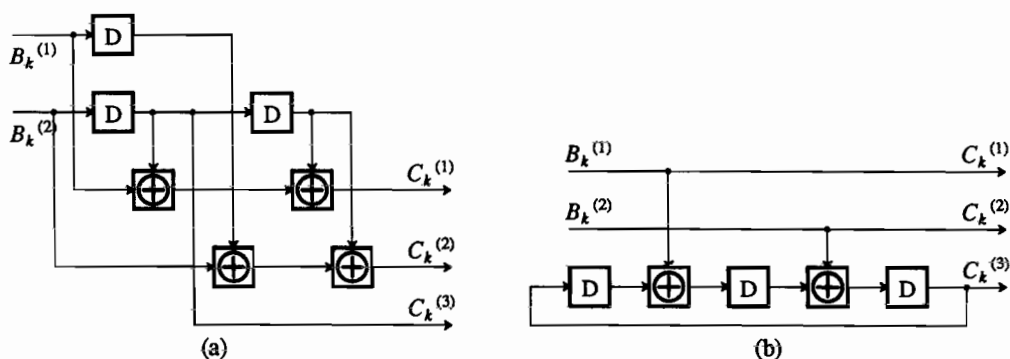 D
B_k^(1)
D
D
B_k^(2)
C_k^(1)
C_k^(2)
C_k^(3)
(a)
B_k^(1)
C_k^(1)
B_k^(2)
C_k^(2)
C_k^(3)
D
D
D
(b)